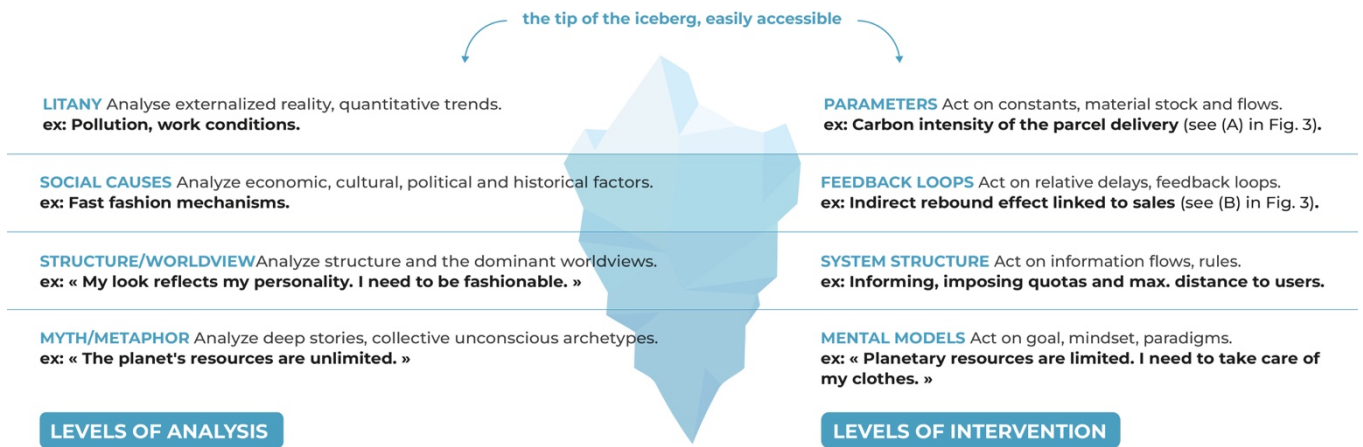 the tip of the iceberg, easily accessible
LITANY Analyse externalized reality, quantitative trends.
ex: Pollution, work conditions.
PARAMETERS Act on constants, material stock and flows.
ex: Carbon intensity of the parcel delivery (see (A) in Fig. 3).
SOCIAL CAUSES Analyze economic, cultural, political and historical factors.
ex: Fast fashion mechanisms.
FEEDBACK LOOPS Act on relative delays, feedback loops.
ex: Indirect rebound effect linked to sales (see (B) in Fig. 3).
STRUCTURE/WORLDVIEWAnalyze structure and the dominant worldviews.
ex: « My look reflects my personality. I need to be fashionable. »
SYSTEM STRUCTURE Act on information flows, rules.
ex: Informing, imposing quotas and max. distance to users.
MYTH/METAPHOR Analyze deep stories, collective unconscious archetypes.
ex: « The planet's resources are unlimited. »
MENTAL MODELS Act on goal, mindset, paradigms.
ex: « Planetary resources are limited. I need to take care of
my clothes. »
LEVELS OF ANALYSIS
LEVELS OF INTERVENTION